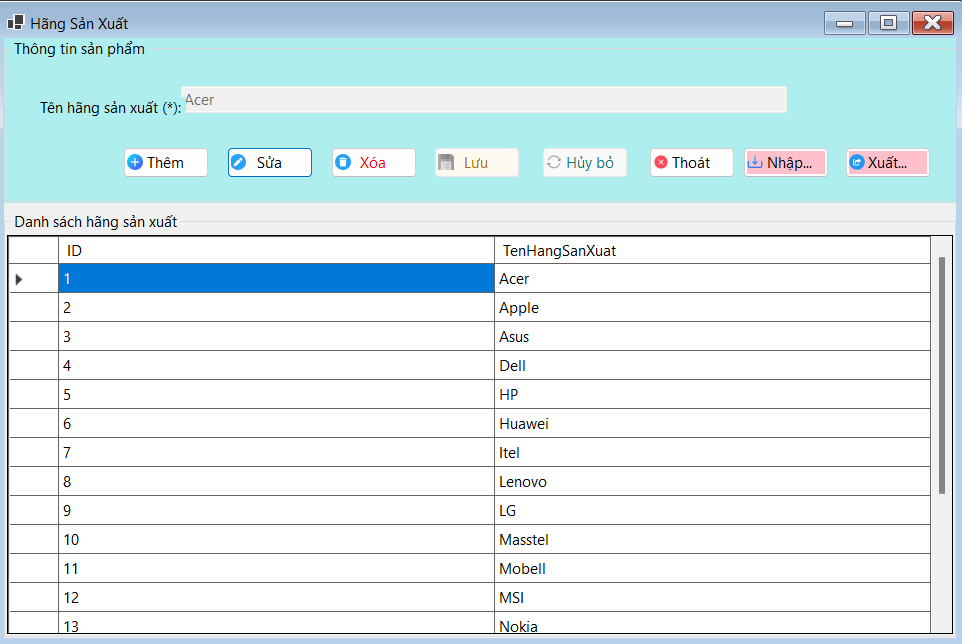 Hãng Sản Xuất
Thông tin sản phẩm
Tên hãng sản xuất (*): Acer
Thêm Sửa Xóa Lưu Hủy bỏ Thoát Nhập... Xuất...
Danh sách hãng sản xuất
ID TenHangSanXuat
1 Acer
2 Apple
3 Asus
4 Dell
5 HP
6 Huawei
7 Itel
8 Lenovo
9 LG
10 Masstel
11 Mobell
12 MSI
13 Nokia